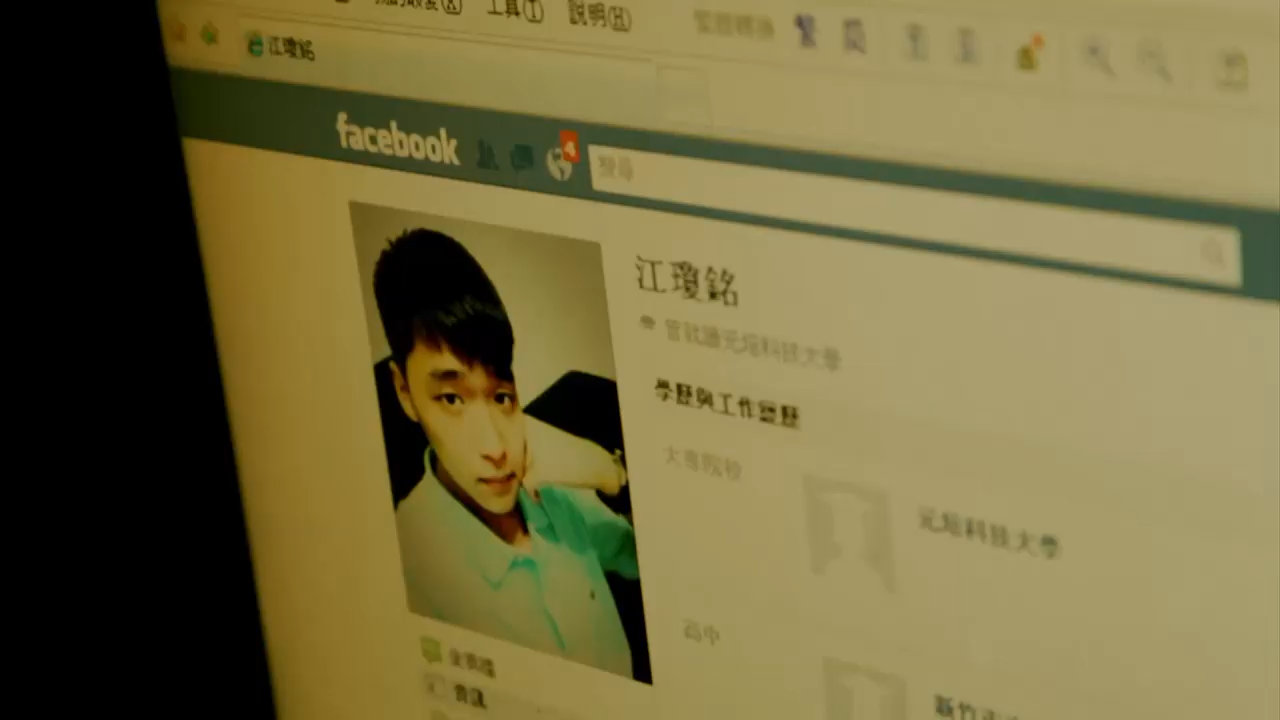 工具(T) 說明(H)
江瓊銘
facebook
4
搜尋
江瓊銘
曾就讀元培科技大學
學歷與工作經歷
大專院校
元培科技大學
高中
新竹